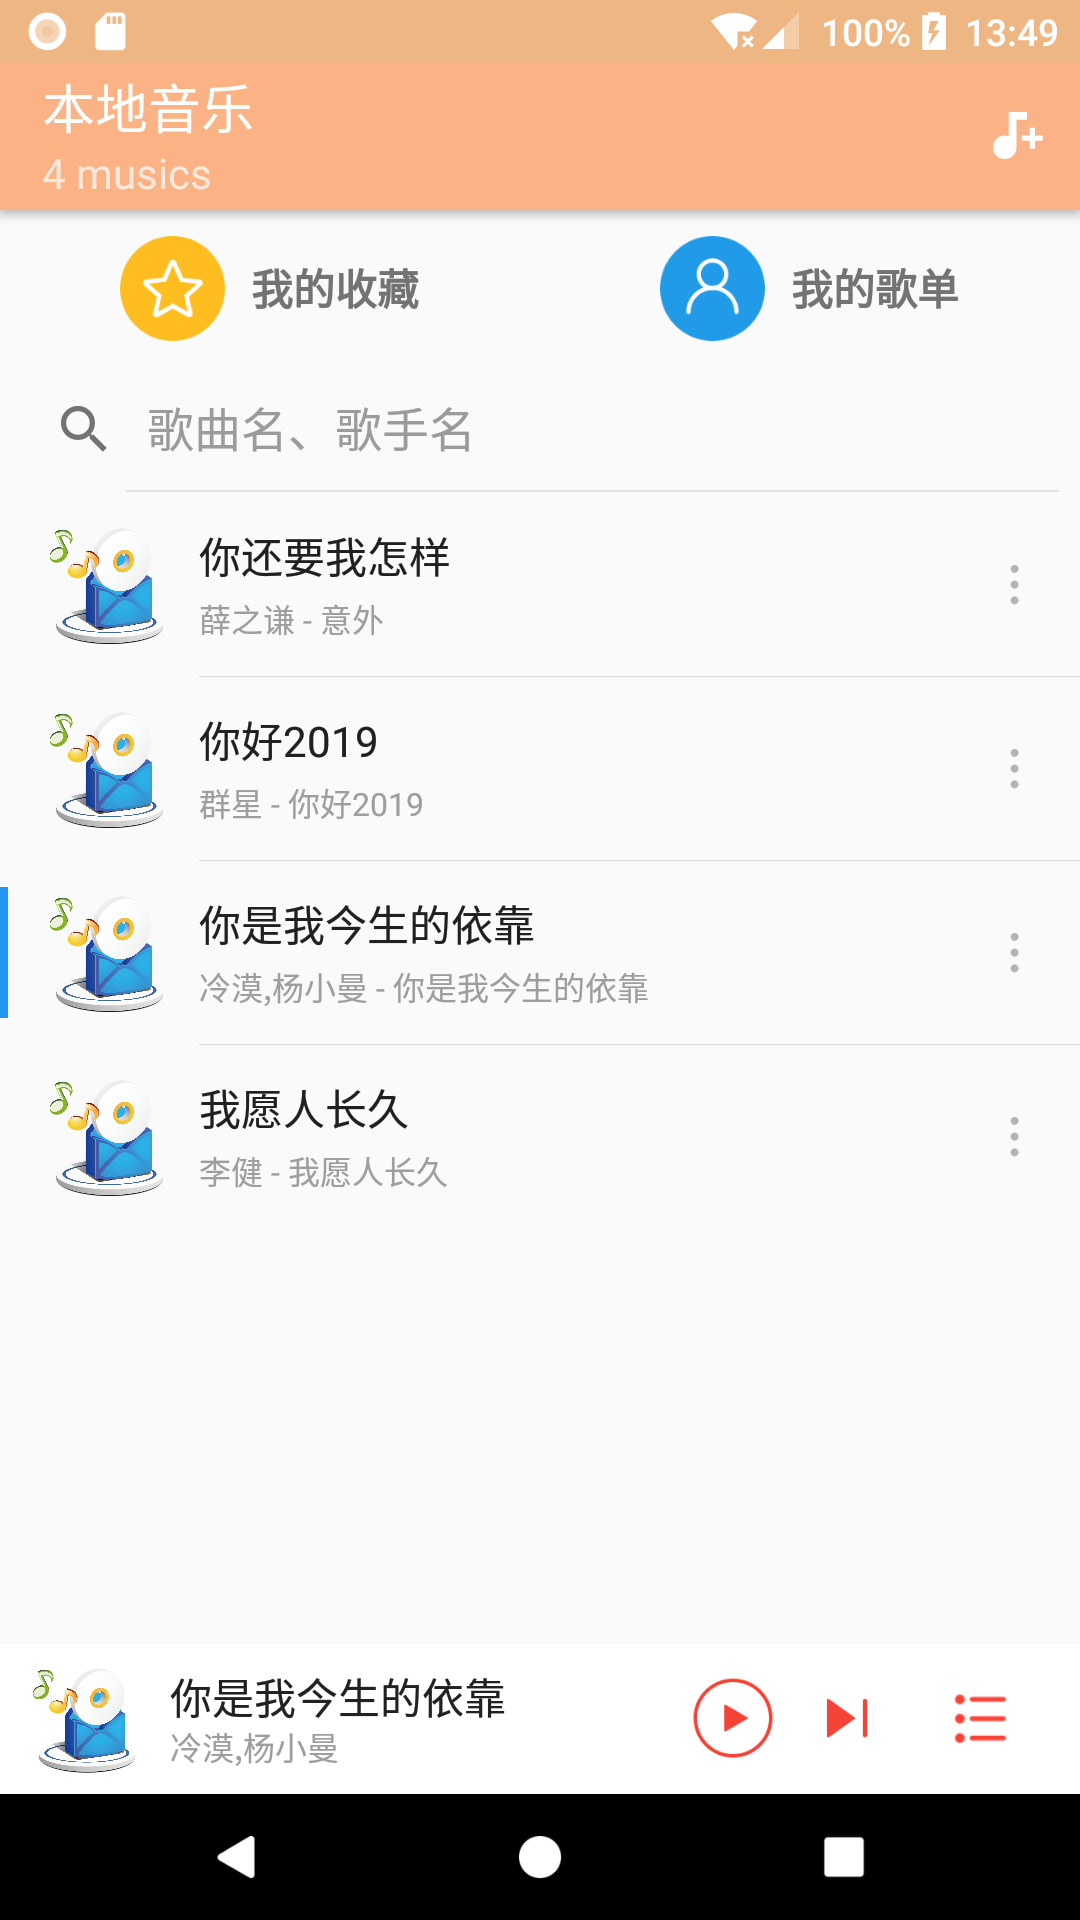 100% 13:49
本地音乐
4 musics
我的收藏 我的歌单
歌曲名、歌手名
你还要我怎样
薛之谦 - 意外
你好2019
群星 - 你好2019
你是我今生的依靠
冷漠,杨小曼 - 你是我今生的依靠
我愿人长久
李健 - 我愿人长久
你是我今生的依靠
冷漠,杨小曼